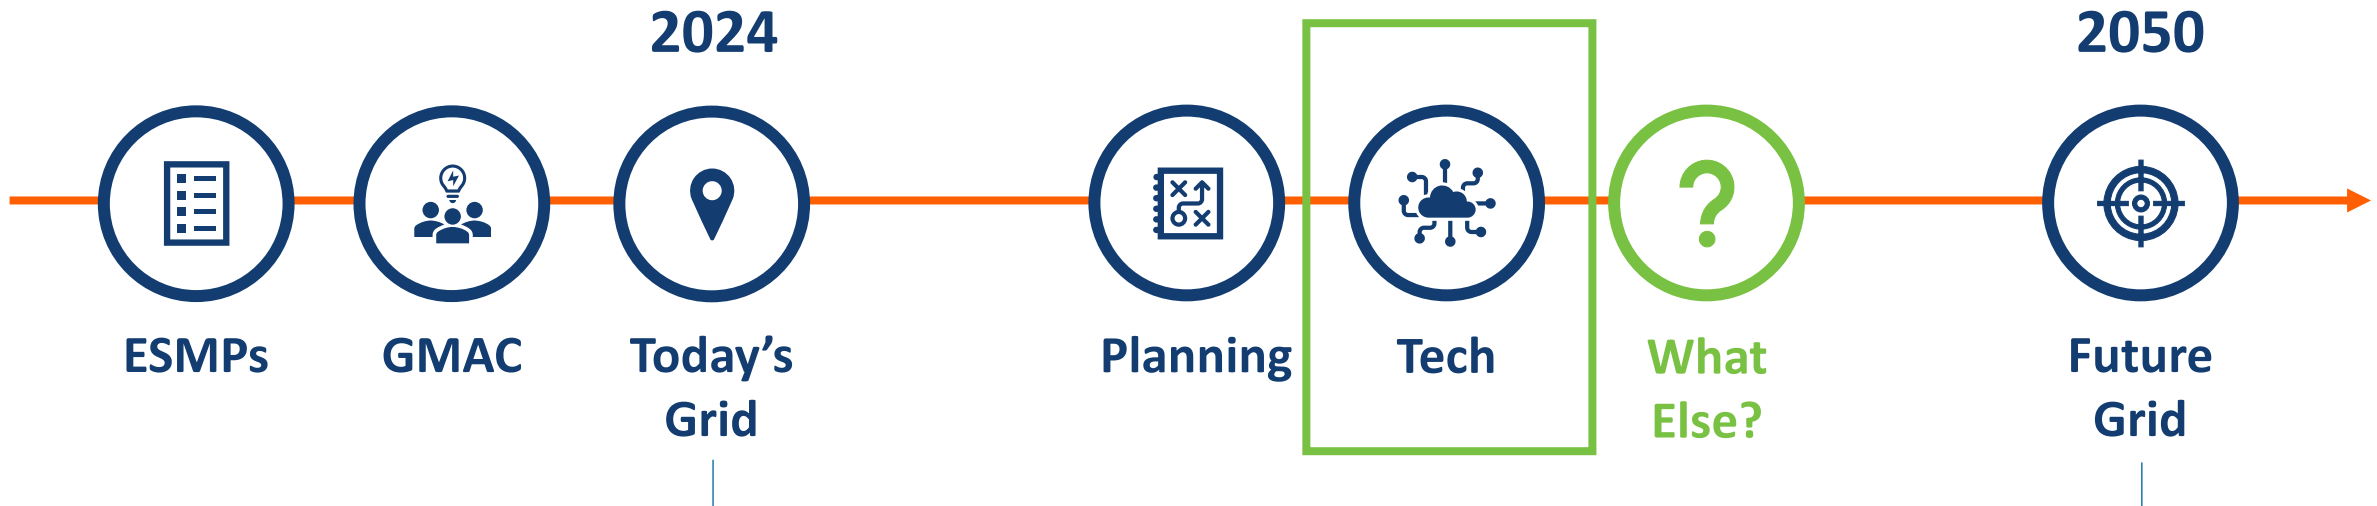 2024
2050
ESMPs
GMAC
Today's
Grid
Planning
Tech
What
Else?
Future
Grid